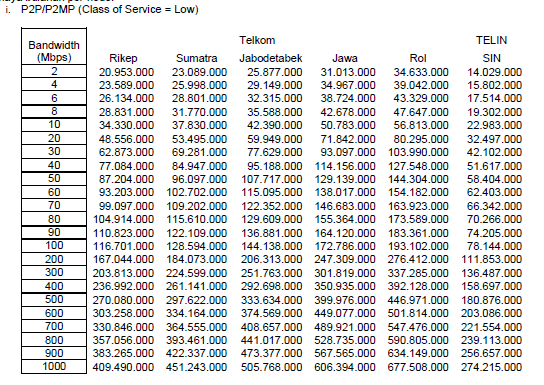 i. P2P/P2MP (Class of Service = Low)
Telkom TELIN
Bandwidth
(Mbps) Rikep Sumatra Jabodetabek Jawa RoI SIN
2 20.953.000 23.089.000 25.877.000 31.013.000 34.633.000 14.029.000
4 23.589.000 25.998.000 29.149.000 34.967.000 39.042.000 15.802.000
6 26.134.000 28.801.000 32.315.000 38.724.000 43.329.000 17.514.000
8 28.831.000 31.770.000 35.588.000 42.678.000 47.647.000 19.302.000
10 34.330.000 37.830.000 42.390.000 50.783.000 56.813.000 22.983.000
20 48.556.000 53.495.000 59.949.000 71.842.000 80.295.000 32.497.000
30 62.873.000 69.281.000 77.629.000 93.097.000 103.990.000 42.102.000
40 77.084.000 84.947.000 95.188.000 114.156.000 127.548.000 51.617.000
50 87.204.000 96.097.000 107.717.000 129.139.000 144.304.000 58.404.000
60 93.203.000 102.702.000 115.095.000 138.017.000 154.182.000 62.403.000
70 99.097.000 109.202.000 122.352.000 146.683.000 163.923.000 66.342.000
80 104.914.000 115.610.000 129.609.000 155.364.000 173.589.000 70.266.000
90 110.823.000 122.109.000 136.881.000 164.120.000 183.361.000 74.205.000
100 116.701.000 128.594.000 144.138.000 172.786.000 193.102.000 78.144.000
200 167.044.000 184.073.000 206.313.000 247.309.000 276.412.000 111.853.000
300 203.813.000 224.599.000 251.763.000 301.819.000 337.285.000 136.487.000
400 236.992.000 261.141.000 292.698.000 350.935.000 392.128.000 158.697.000
500 270.080.000 297.622.000 333.634.000 399.976.000 446.971.000 180.876.000
600 303.258.000 334.164.000 374.569.000 449.077.000 501.814.000 203.086.000
700 330.846.000 364.555.000 408.657.000 489.921.000 547.476.000 221.554.000
800 357.056.000 393.461.000 441.017.000 528.735.000 590.805.000 239.113.000
900 383.265.000 422.337.000 473.377.000 567.565.000 634.149.000 256.657.000
1000 409.490.000 451.243.000 505.768.000 606.394.000 677.508.000 274.215.000